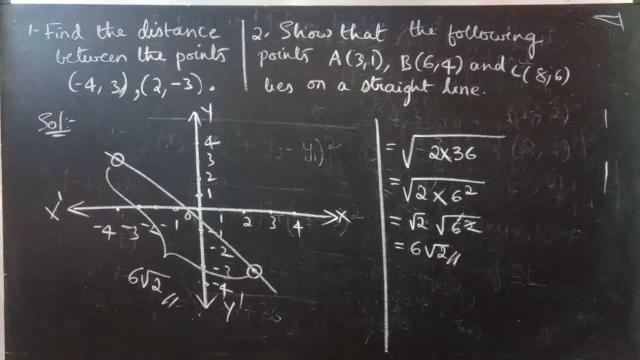 1- Find the distance
between the points
(-4, 3), (2, -3).
2. Show that the following
points A(3,1), B(6,4) and C(8,6)
lies on a straight line.
Sol:-
Y
4
3
2
1
X' -4 -3 -2 -1 0 1 2 3 4 X
-2
-3
-4
Y'
6√2//
= √2×36
= √2×6²
= √2 √6²
= 6√2//